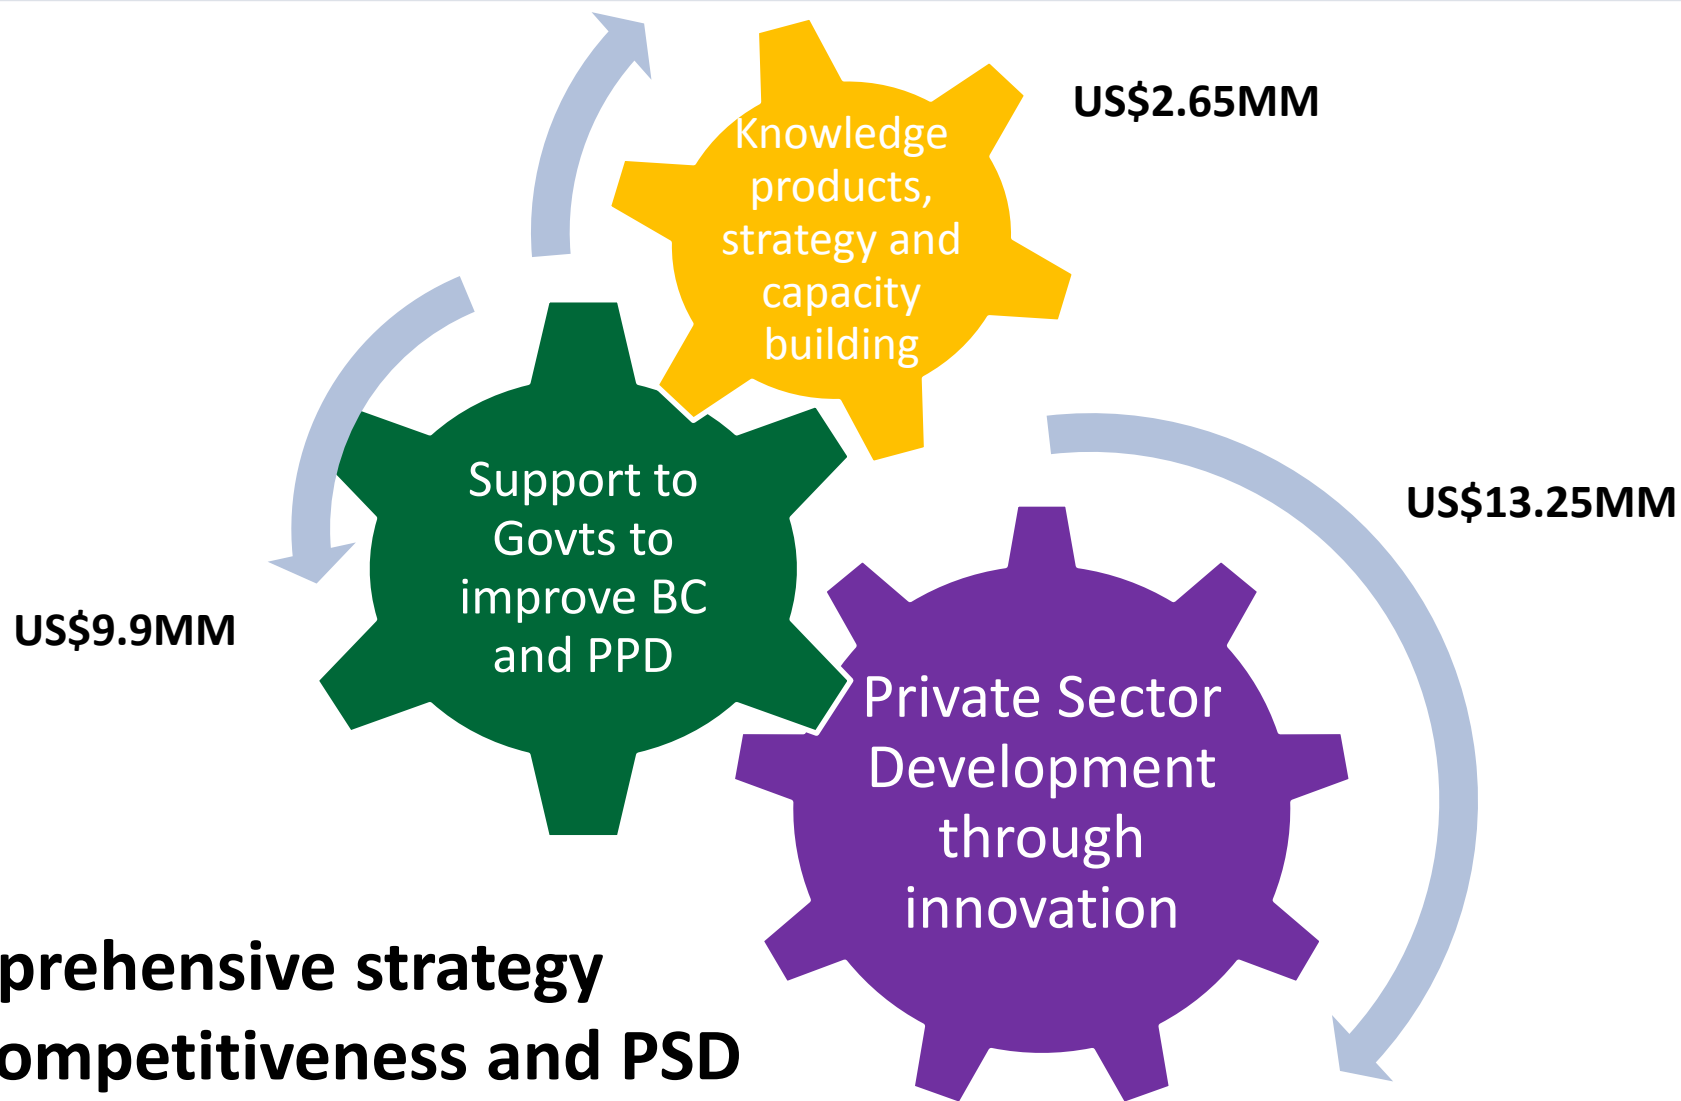 US$2.65MM
Knowledge
products,
strategy and
capacity
building
US$13.25MM
Support to
Govts to
improve BC
and PPD
US$9.9MM
Private Sector
Development
through
innovation
prehensive strategy
ompetitiveness and PSD